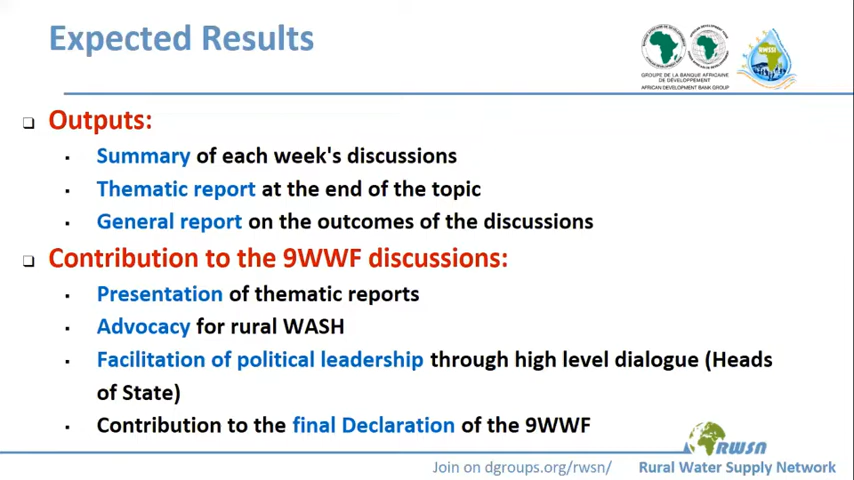 Expected Results
GROUPE DE LA BANQUE AFRICAINE
DE DÉVELOPPEMENT
AFRICAN DEVELOPMENT BANK GROUP
RWSSI
Outputs:
Summary of each week's discussions
Thematic report at the end of the topic
General report on the outcomes of the discussions
Contribution to the 9WWF discussions:
Presentation of thematic reports
Advocacy for rural WASH
Facilitation of political leadership through high level dialogue (Heads
of State)
Contribution to the final Declaration of the 9WWF
RWSN
Join on dgroups.org/rwsn/
Rural Water Supply Network